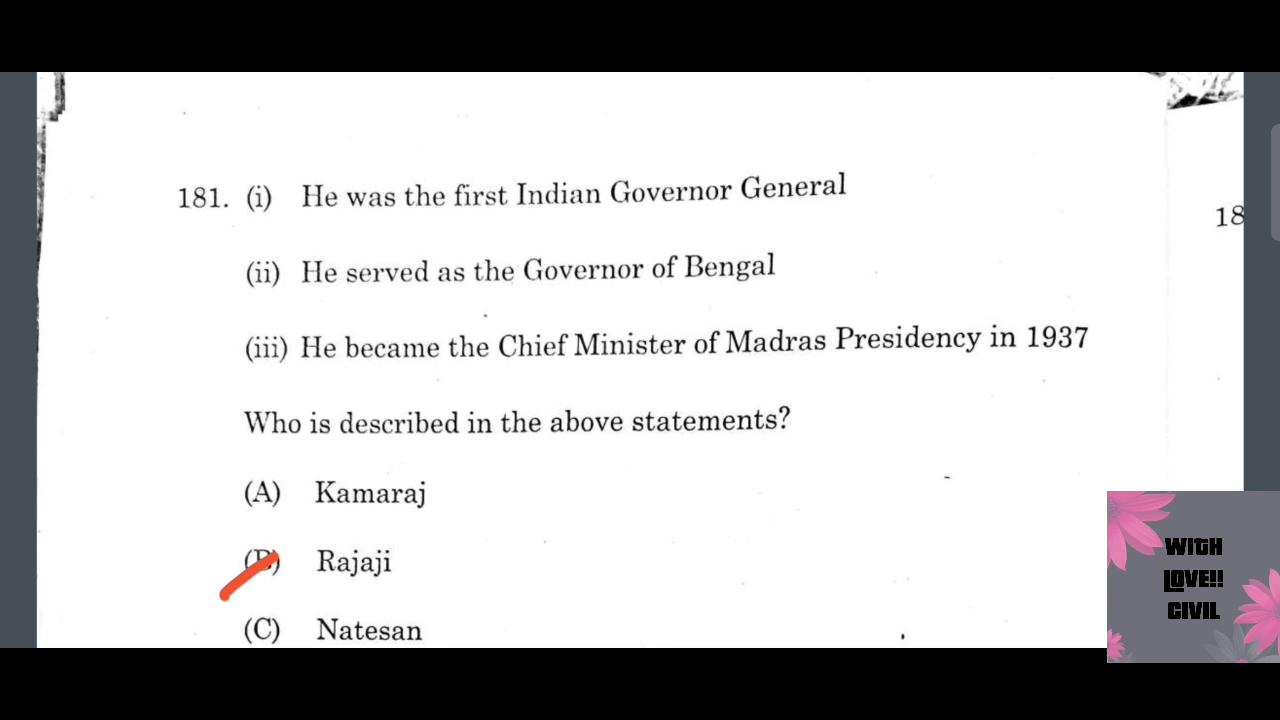 181. (i) He was the first Indian Governor General
18
(ii) He served as the Governor of Bengal
(iii) He became the Chief Minister of Madras Presidency in 1937
Who is described in the above statements?
(A) Kamaraj
(B) Rajaji
(C) Natesan
WITH
LOVE!!
CIVIL